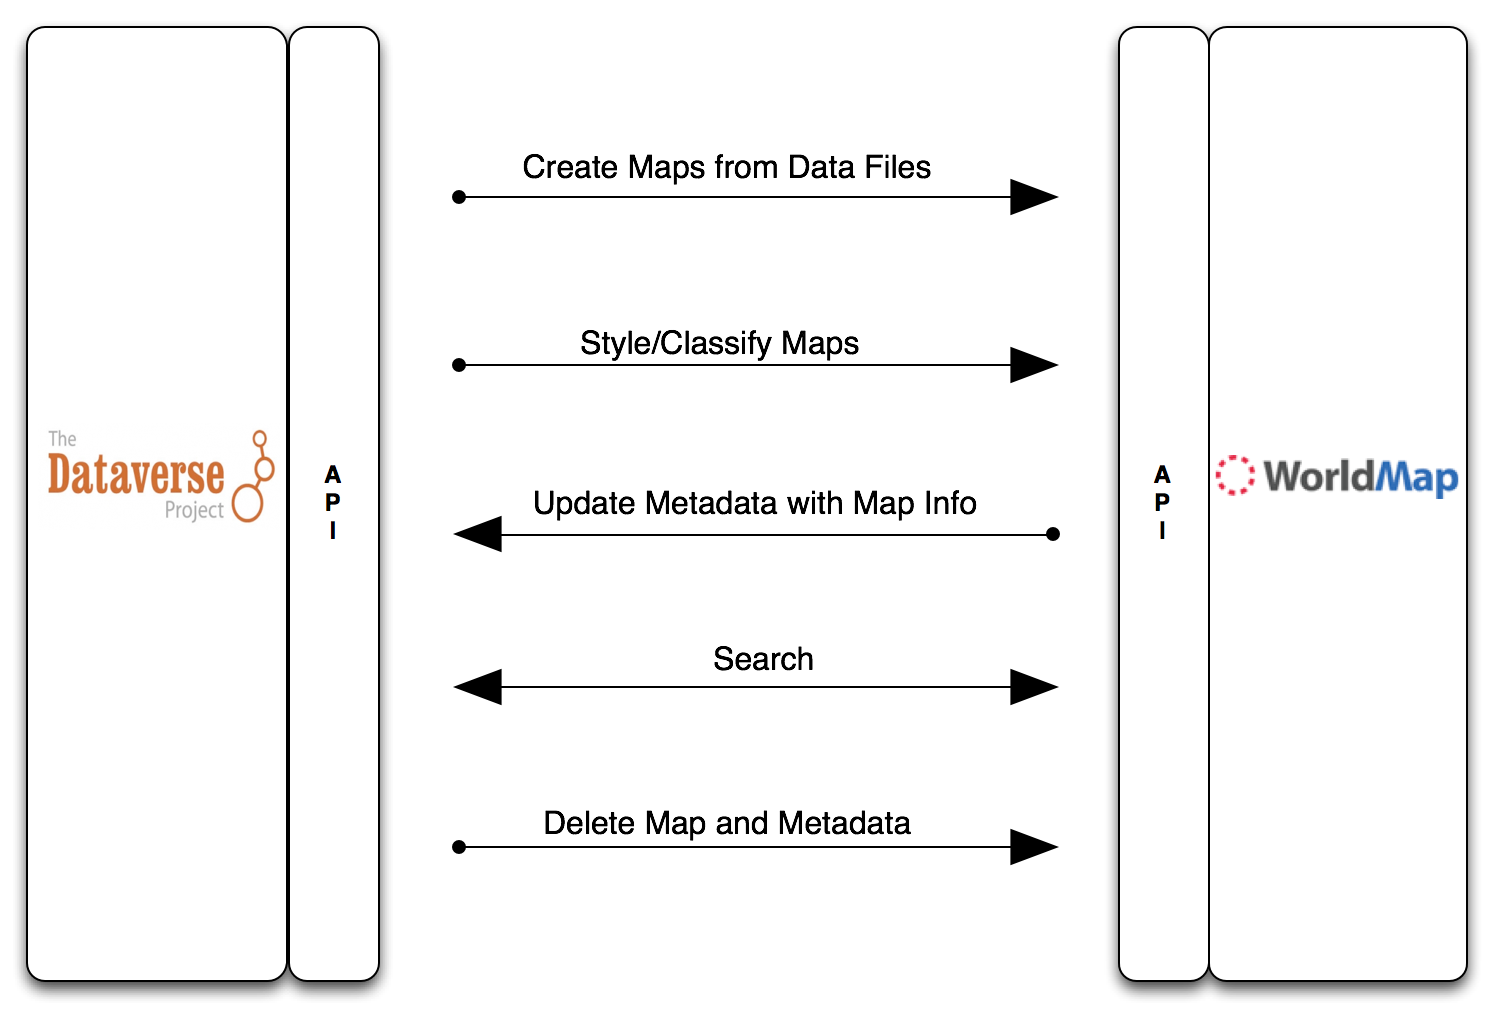 Create Maps from Data Files
Style/Classify Maps
The
Dataverse
Project
A
P
I
Update Metadata with Map Info
A
P
I
WorldMap
Search
Delete Map and Metadata